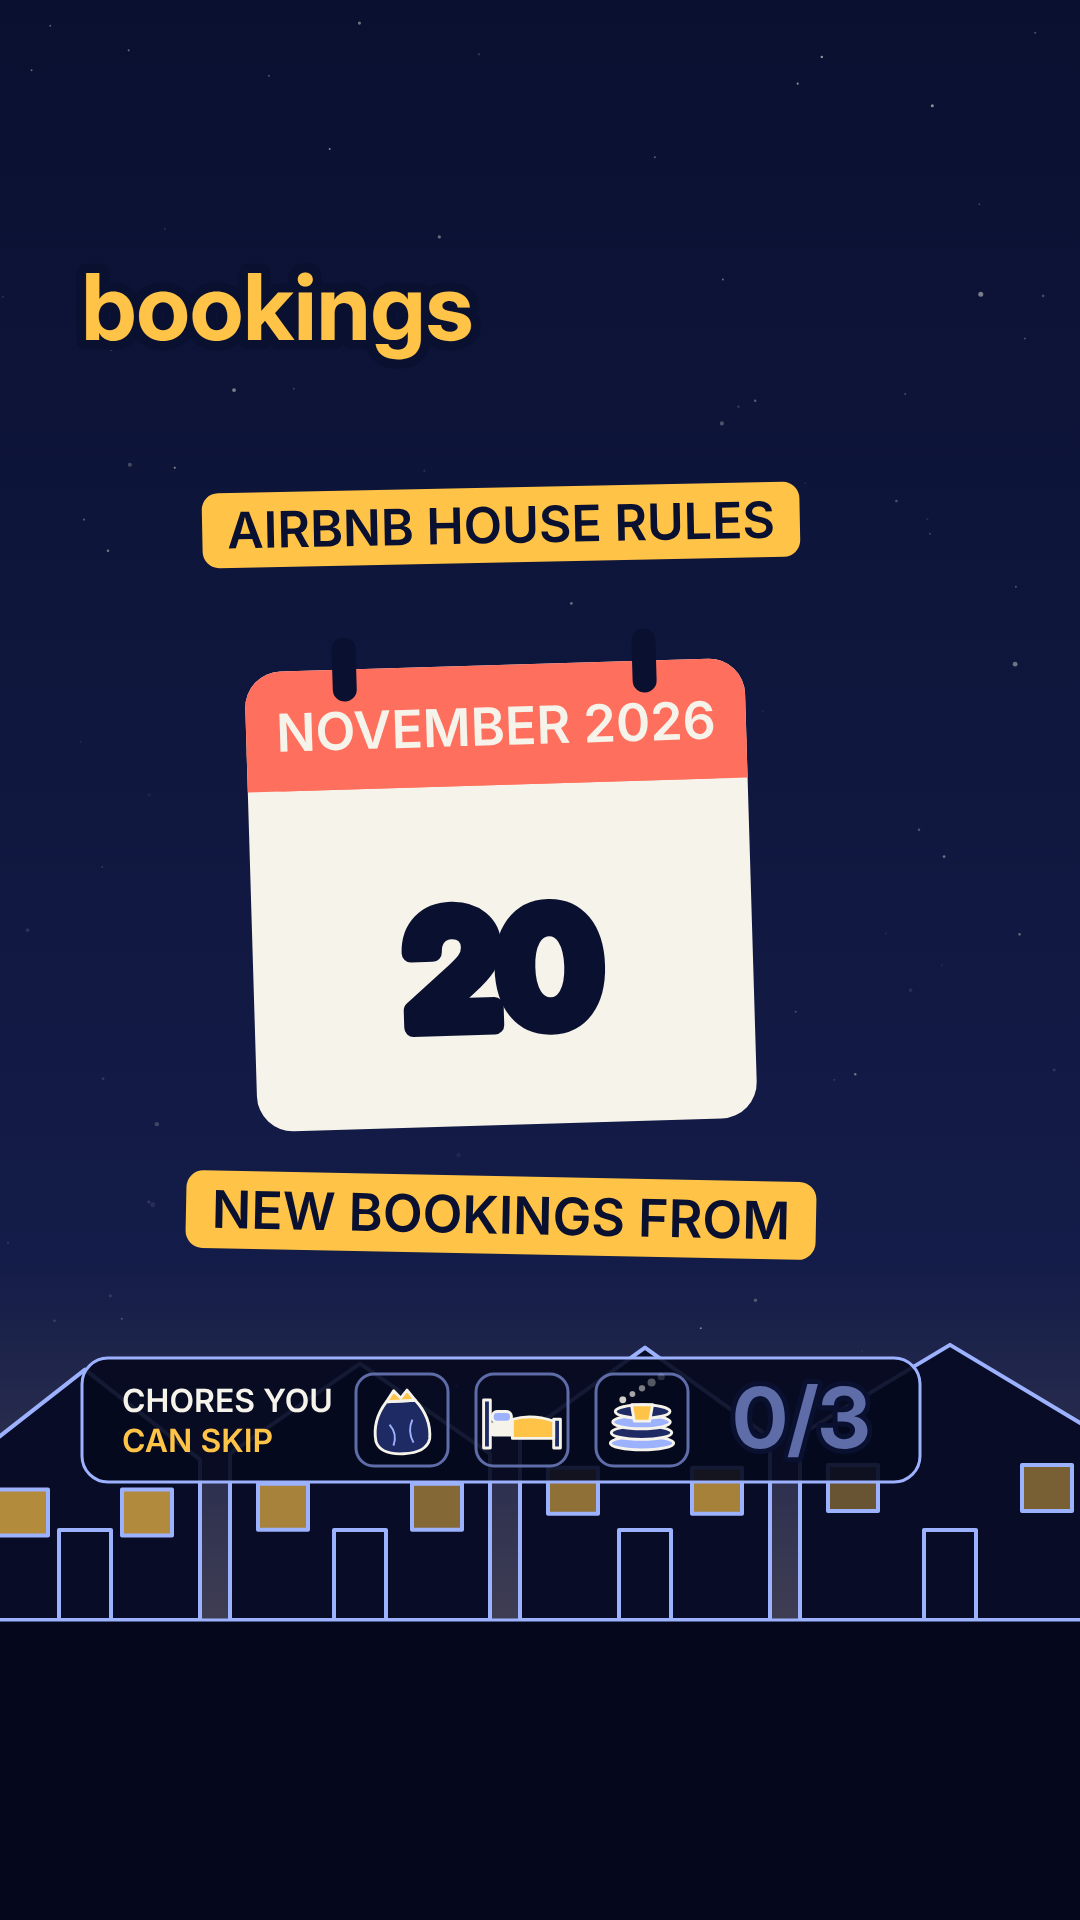 bookings
AIRBNB HOUSE RULES
NOVEMBER 2026
20
NEW BOOKINGS FROM
CHORES YOU
CAN SKIP
0/3